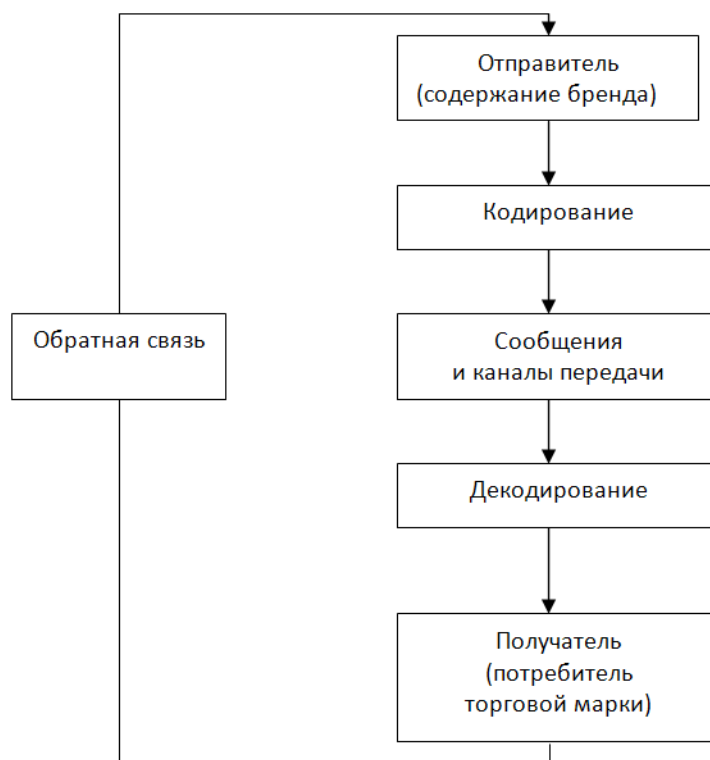 Отправитель
(содержание бренда)
Кодирование
Обратная связь
Сообщения
и каналы передачи
Декодирование
Получатель
(потребитель
торговой марки)